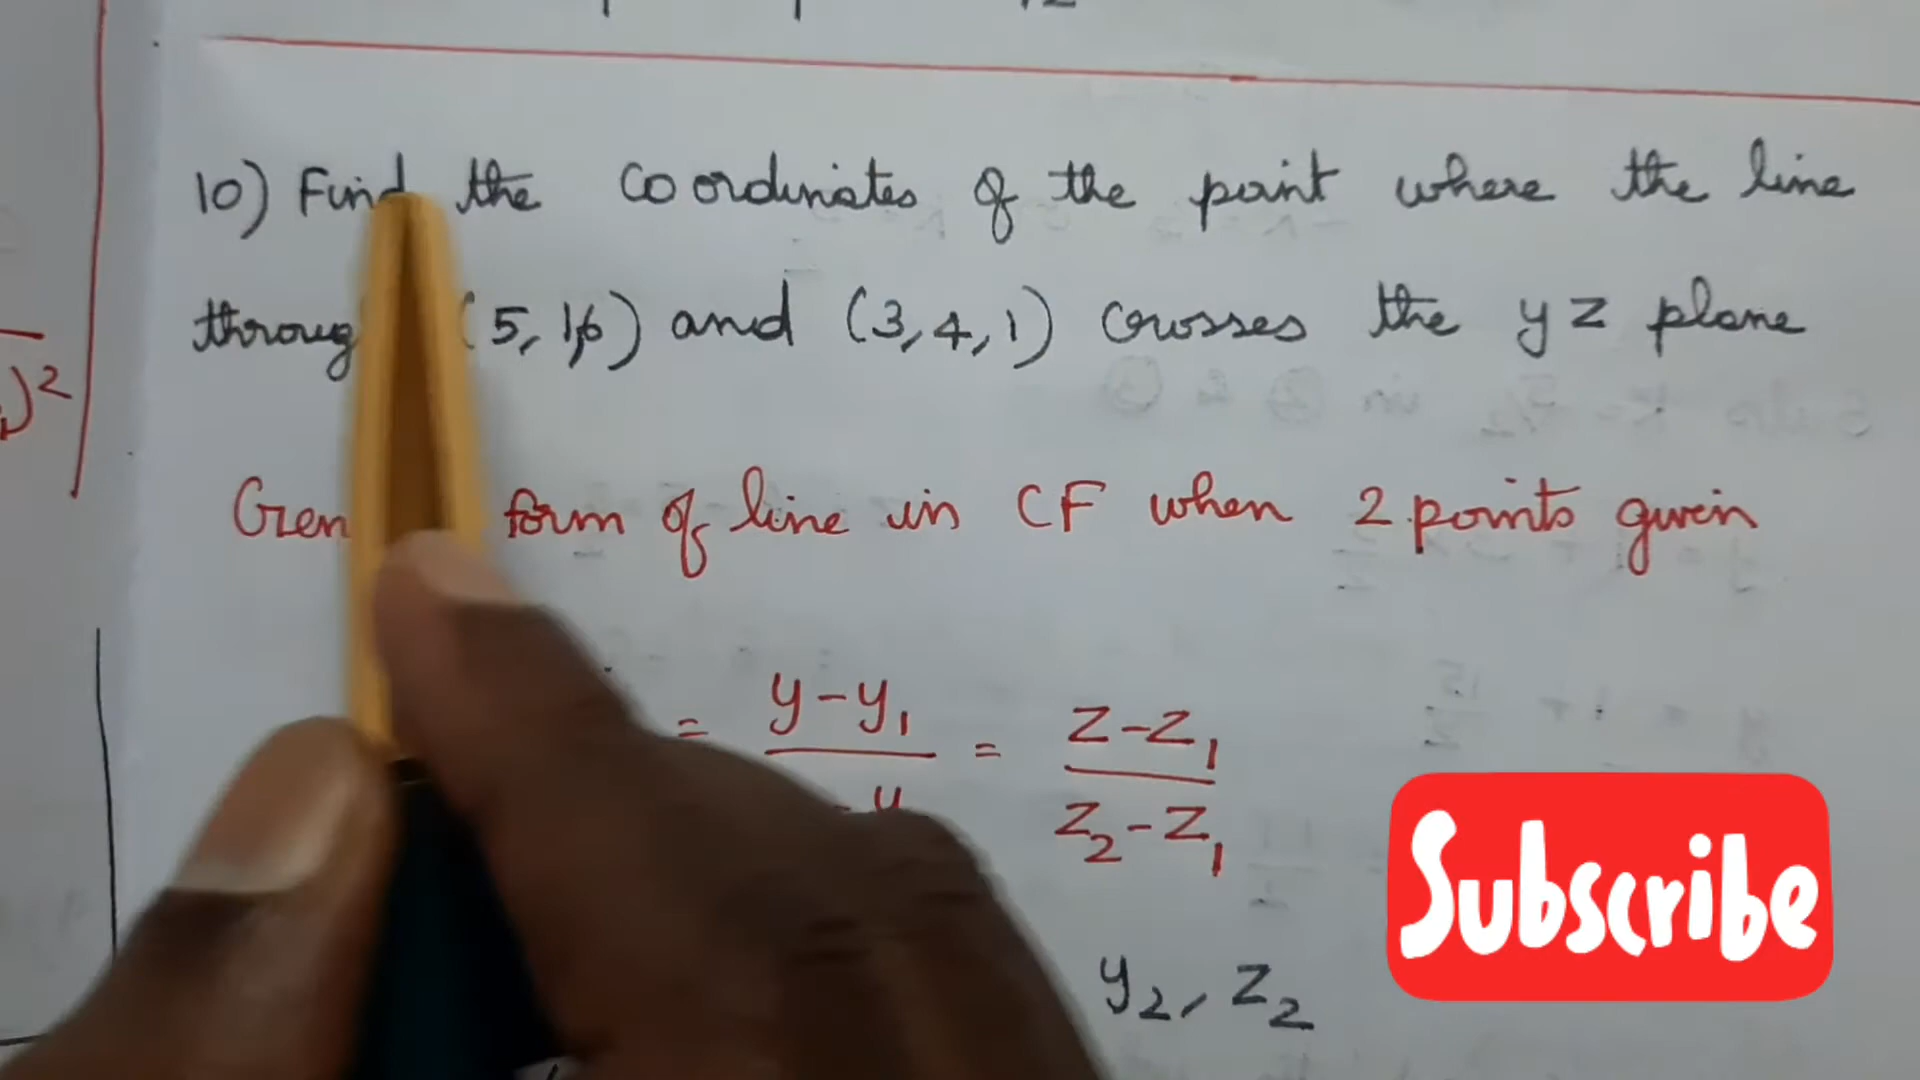 10) Find the coordinates of the point where the line
(5, 1,6) and (3,4,1) crosses the yz plane
form of line in CF when 2 points given
)²
= y-y₁ = z-z₁
z₂-z₁
Subscribe
y₂, z₂